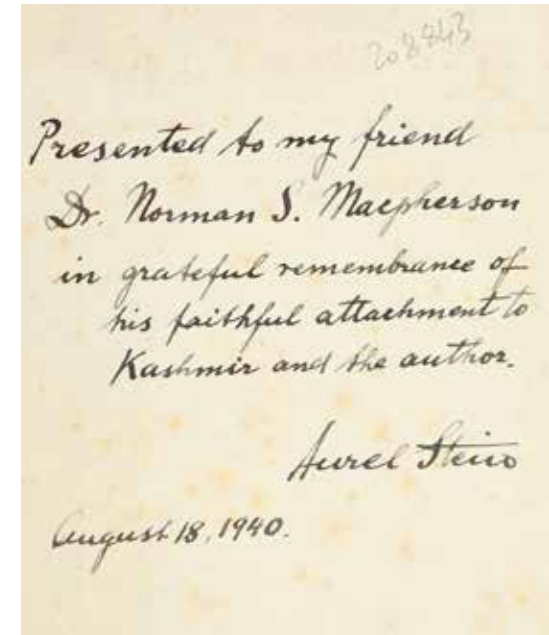 208843
Presented to my friend
Dr. Norman S. Macpherson
in grateful remembrance of
his faithful attachment to
Kashmir and the author.
Aurel Stein
August 18, 1940.